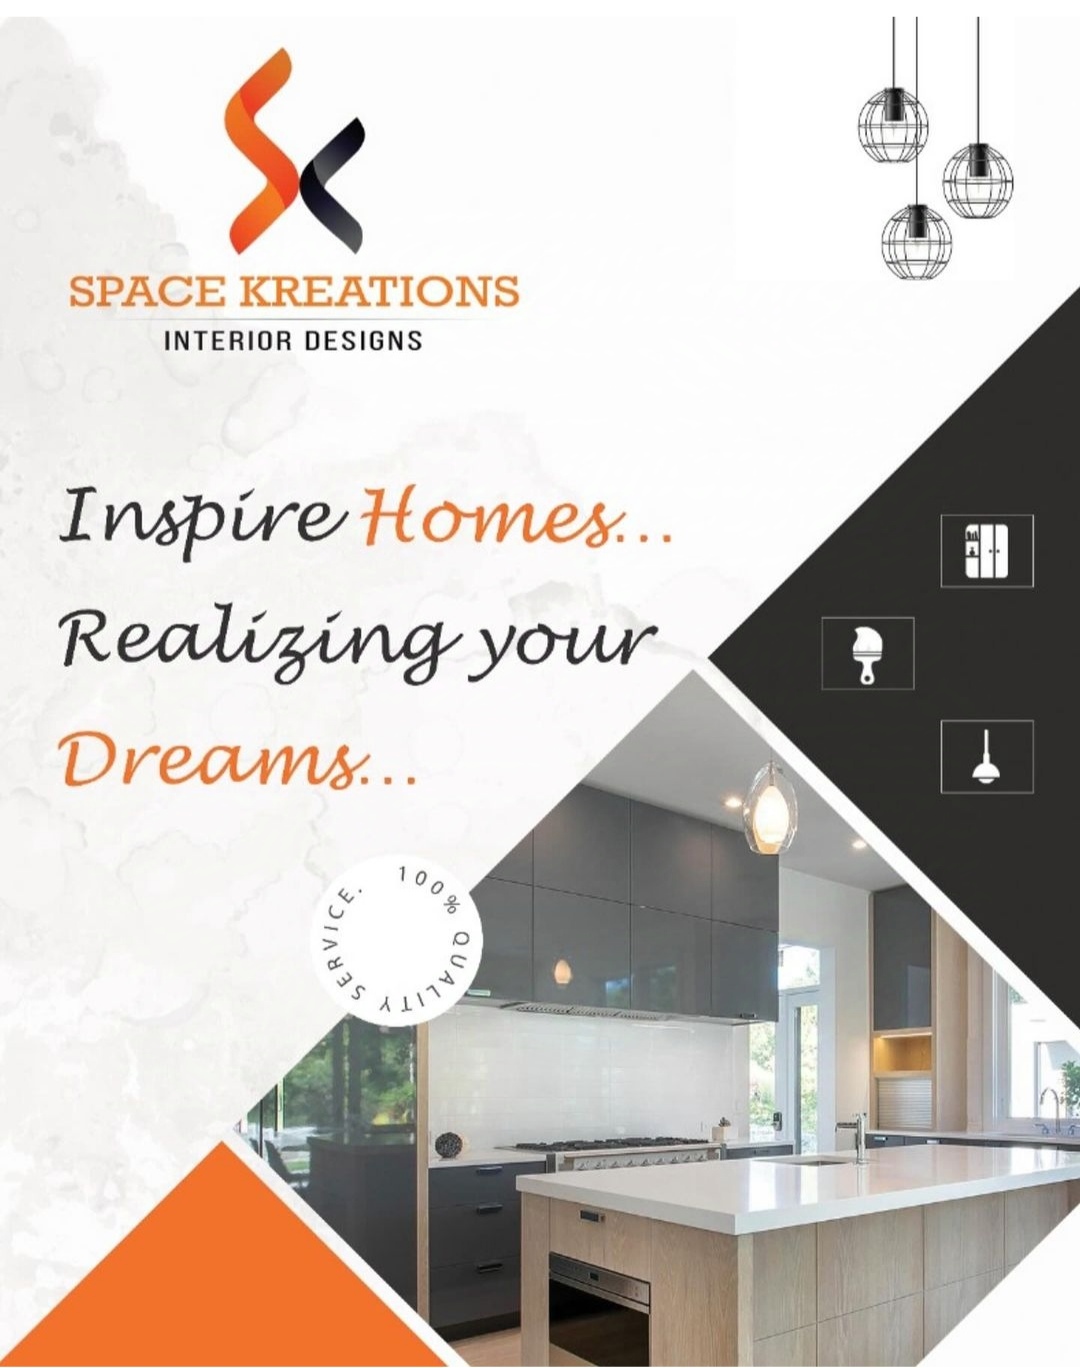 SPACE KREATIONS
INTERIOR DESIGNS
Inspire Homes...
Realizing your
Dreams...
100% QUALITY SERVICE.